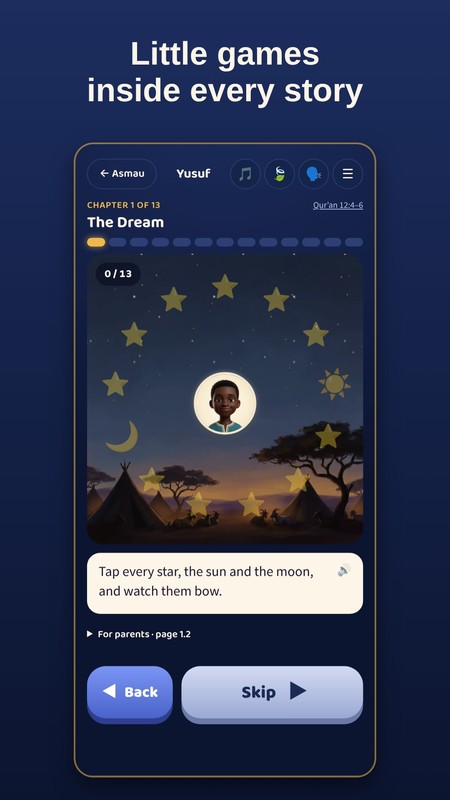 Little games
inside every story
← Asmau
Yusuf
CHAPTER 1 OF 13
Qur'an 12:4–6
The Dream
0 / 13
Tap every star, the sun and the moon,
and watch them bow.
▶ For parents · page 1.2
◀ Back
Skip ▶